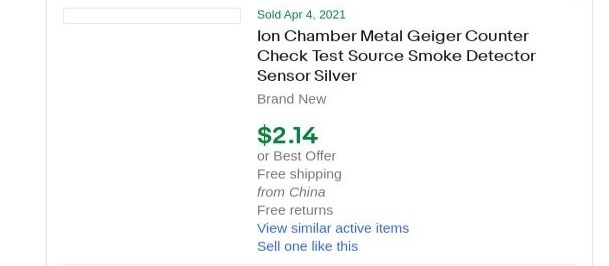 Sold Apr 4, 2021
Ion Chamber Metal Geiger Counter
Check Test Source Smoke Detector
Sensor Silver
Brand New
$2.14
or Best Offer
Free shipping
from China
Free returns
View similar active items
Sell one like this